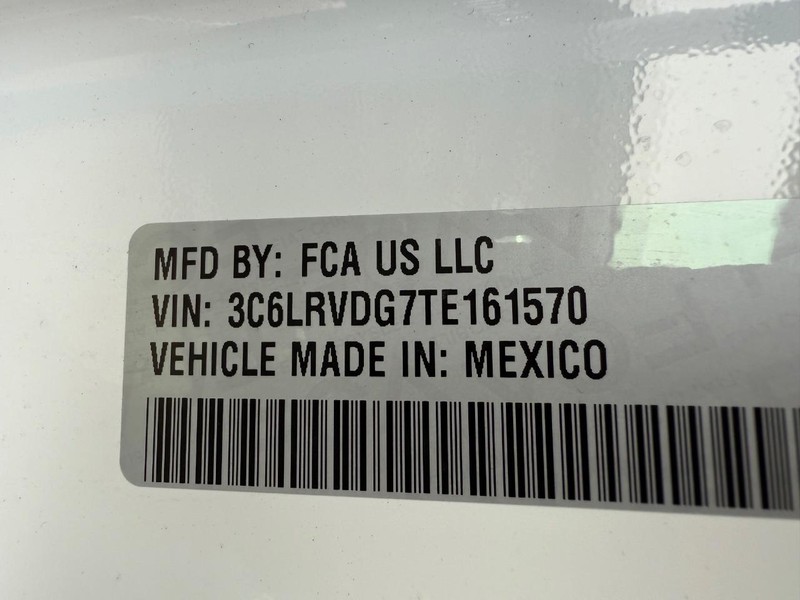 MFD BY: FCA US LLC
VIN: 3C6LRVDG7TE161570
VEHICLE MADE IN: MEXICO